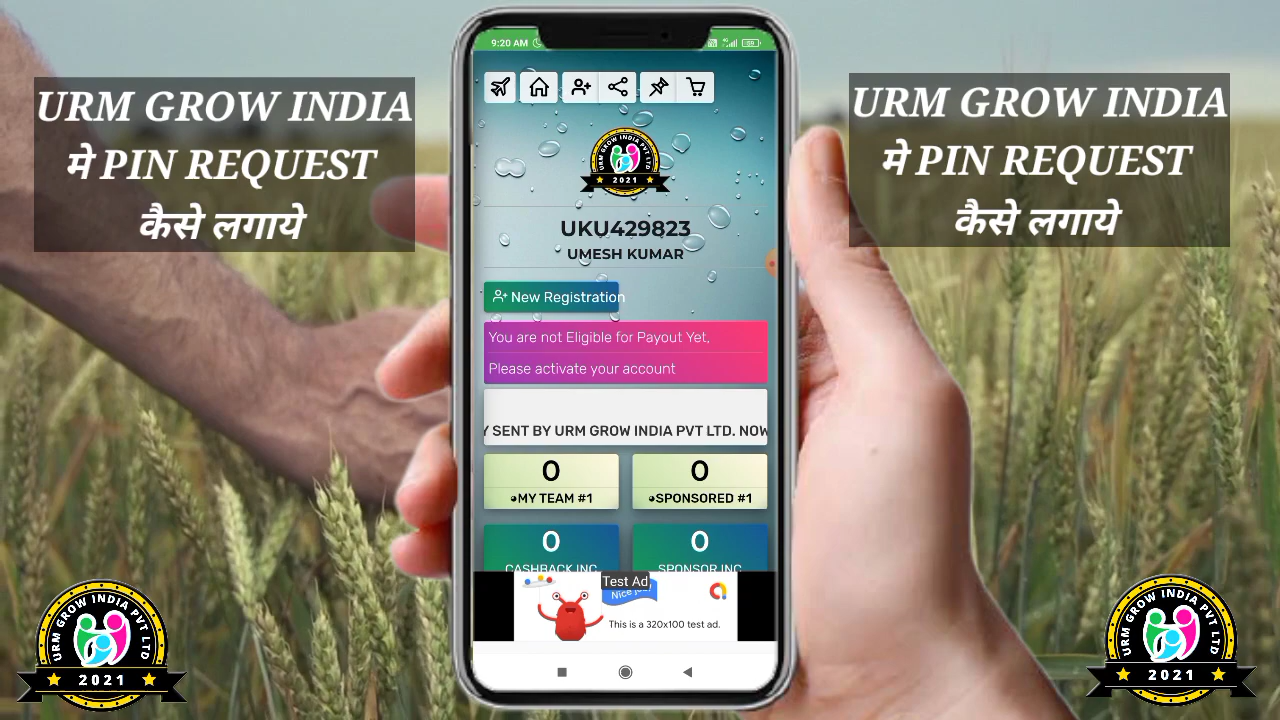 URM GROW INDIA
मे PIN REQUEST
कैसे लगाये
URM GROW INDIA
मे PIN REQUEST
कैसे लगाये
9:20 AM
URM GROW INDIA PVT LTD
2021
UKU429823
UMESH KUMAR
New Registration
You are not Eligible for Payout Yet,
Please activate your account
Y SENT BY URM GROW INDIA PVT LTD. NOW
0
MY TEAM #1
0
SPONSORED #1
0
CASHBACK INC
0
SPONSOR INC
Test Ad
Nice job!
This is a 320x100 test ad.
URM GROW INDIA PVT LTD
2021
URM GROW INDIA PVT LTD
2021